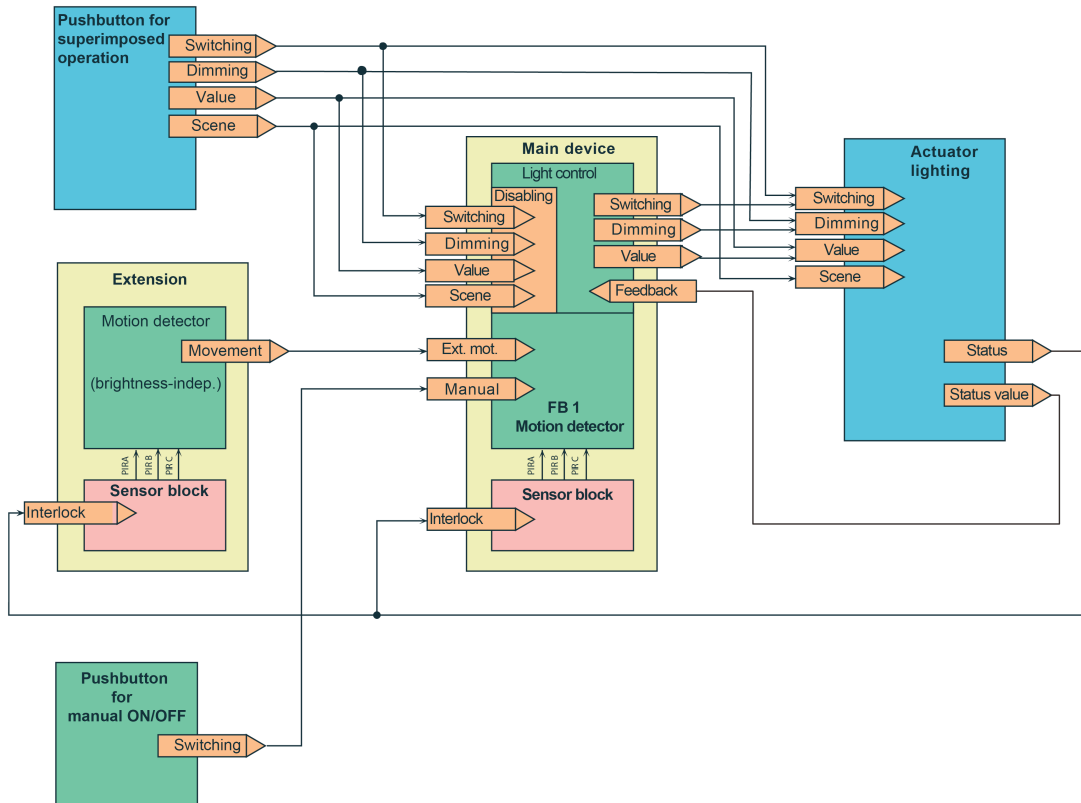 Pushbutton for
superimposed
operation
Switching
Dimming
Value
Scene
Main device
Light control
Disabling
Switching
Dimming
Value
Scene
Switching
Dimming
Value
Feedback
Ext. mot.
Manual
FB 1
Motion detector
PIRA
PIR B
PIR C
Sensor block
Interlock
Actuator
lighting
Switching
Dimming
Value
Scene
Status
Status value
Extension
Motion detector
Movement
(brightness-indep.)
PIRA
PIR B
PIR C
Sensor block
Interlock
Pushbutton
for
manual ON/OFF
Switching